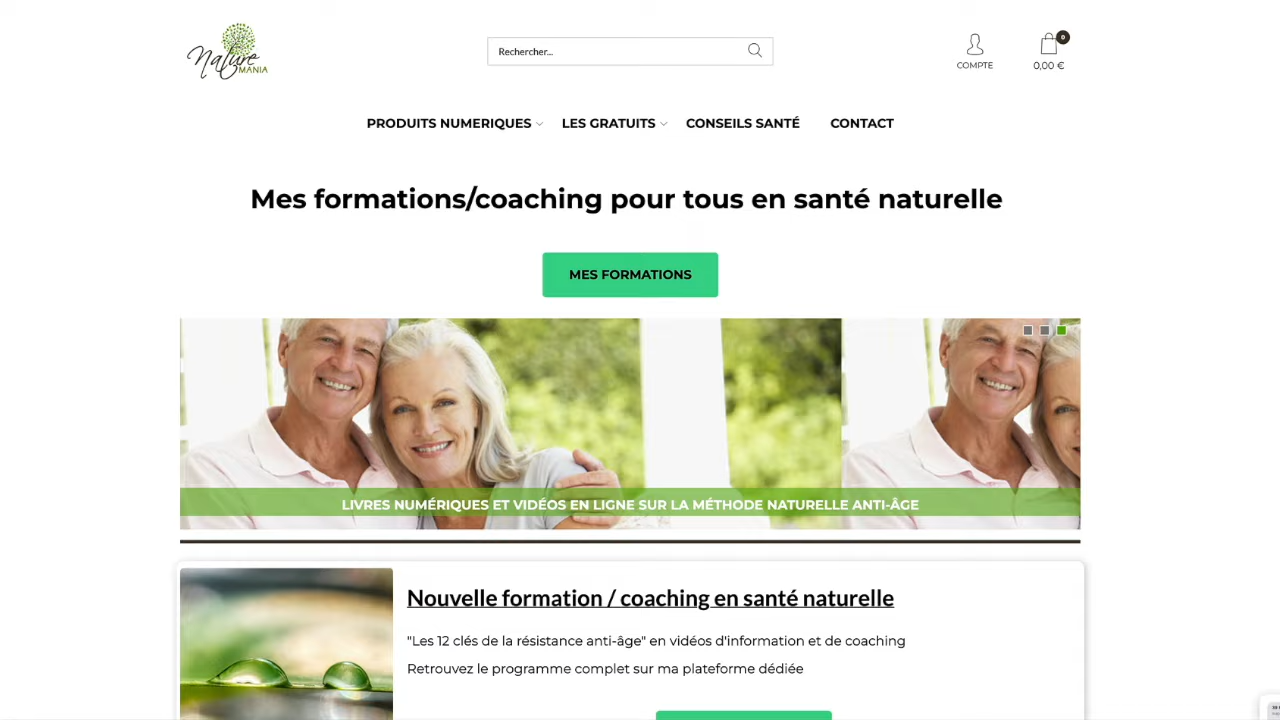 Nature
MANIA
Rechercher...
COMPTE
0
0,00 €
PRODUITS NUMERIQUES
LES GRATUITS
CONSEILS SANTÉ
CONTACT
Mes formations/coaching pour tous en santé naturelle
MES FORMATIONS
LIVRES NUMÉRIQUES ET VIDÉOS EN LIGNE SUR LA MÉTHODE NATURELLE ANTI-ÂGE
Nouvelle formation / coaching en santé naturelle
"Les 12 clés de la résistance anti-âge" en vidéos d'information et de coaching
Retrouvez le programme complet sur ma plateforme dédiée